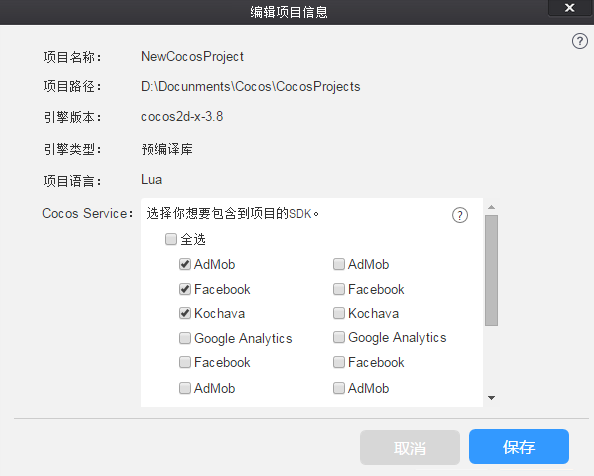 编辑项目信息
项目名称： NewCocosProject
项目路径： D:\Docunments\Cocos\CocosProjects
引擎版本： cocos2d-x-3.8
引擎类型： 预编译库
项目语言： Lua
Cocos Service： 选择你想要包含到项目的SDK。
全选
AdMob AdMob
Facebook Facebook
Kochava Kochava
Google Analytics Google Analytics
Facebook Facebook
AdMob AdMob
取消 保存